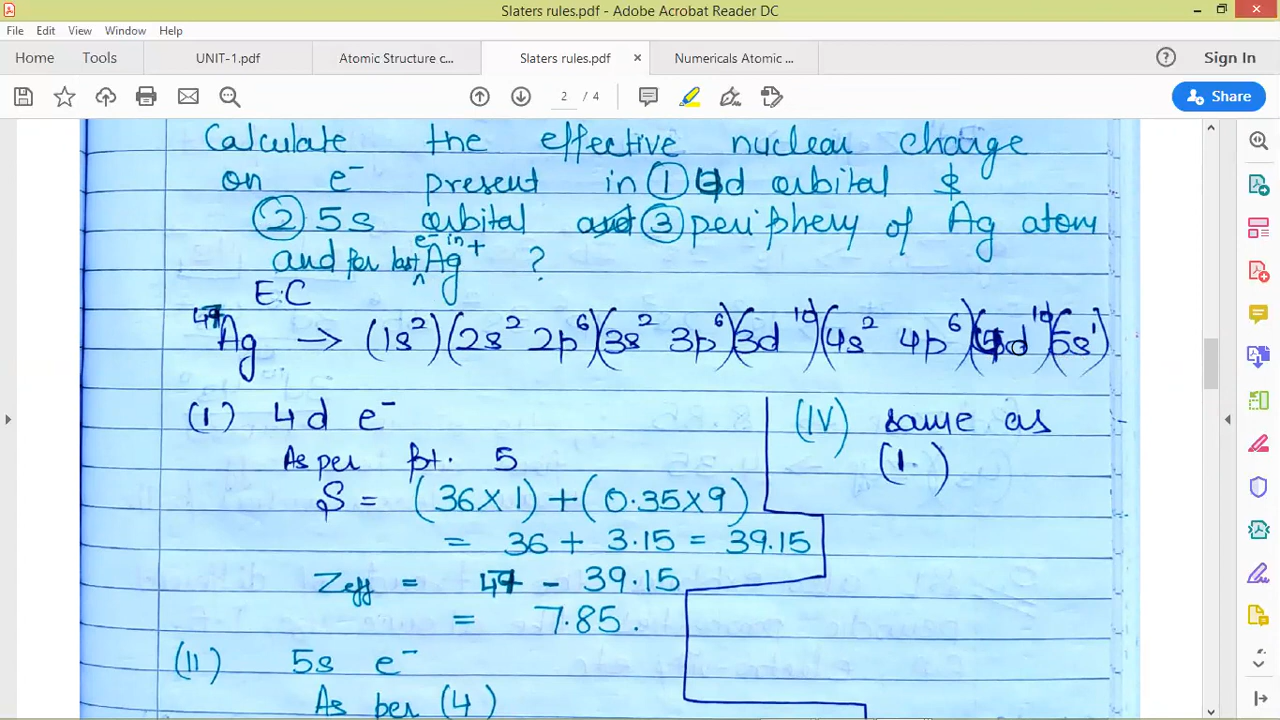 Slaters rules.pdf - Adobe Acrobat Reader DC
File Edit View Window Help
Home Tools UNIT-1.pdf Atomic Structure c... Slaters rules.pdf × Numericals Atomic ... Sign In
2 / 4 Share
Calculate the effective nuclear charge
on e⁻ present in ① 4d orbital &
② 5s orbital and ③ periphery of Ag atom
and for last e⁻ in Ag⁺ ?
E.C
₄₇Ag → (1s²)(2s² 2p⁶)(3s² 3p⁶)(3d¹⁰)(4s² 4p⁶)(4d¹⁰)(5s¹)
(I) 4d e⁻
As per pt. 5
S = (36×1) + (0.35×9)
= 36 + 3.15 = 39.15
Zeff = 47 - 39.15
= 7.85.
(IV) same as
(1.)
(II) 5s e⁻
As per (4)